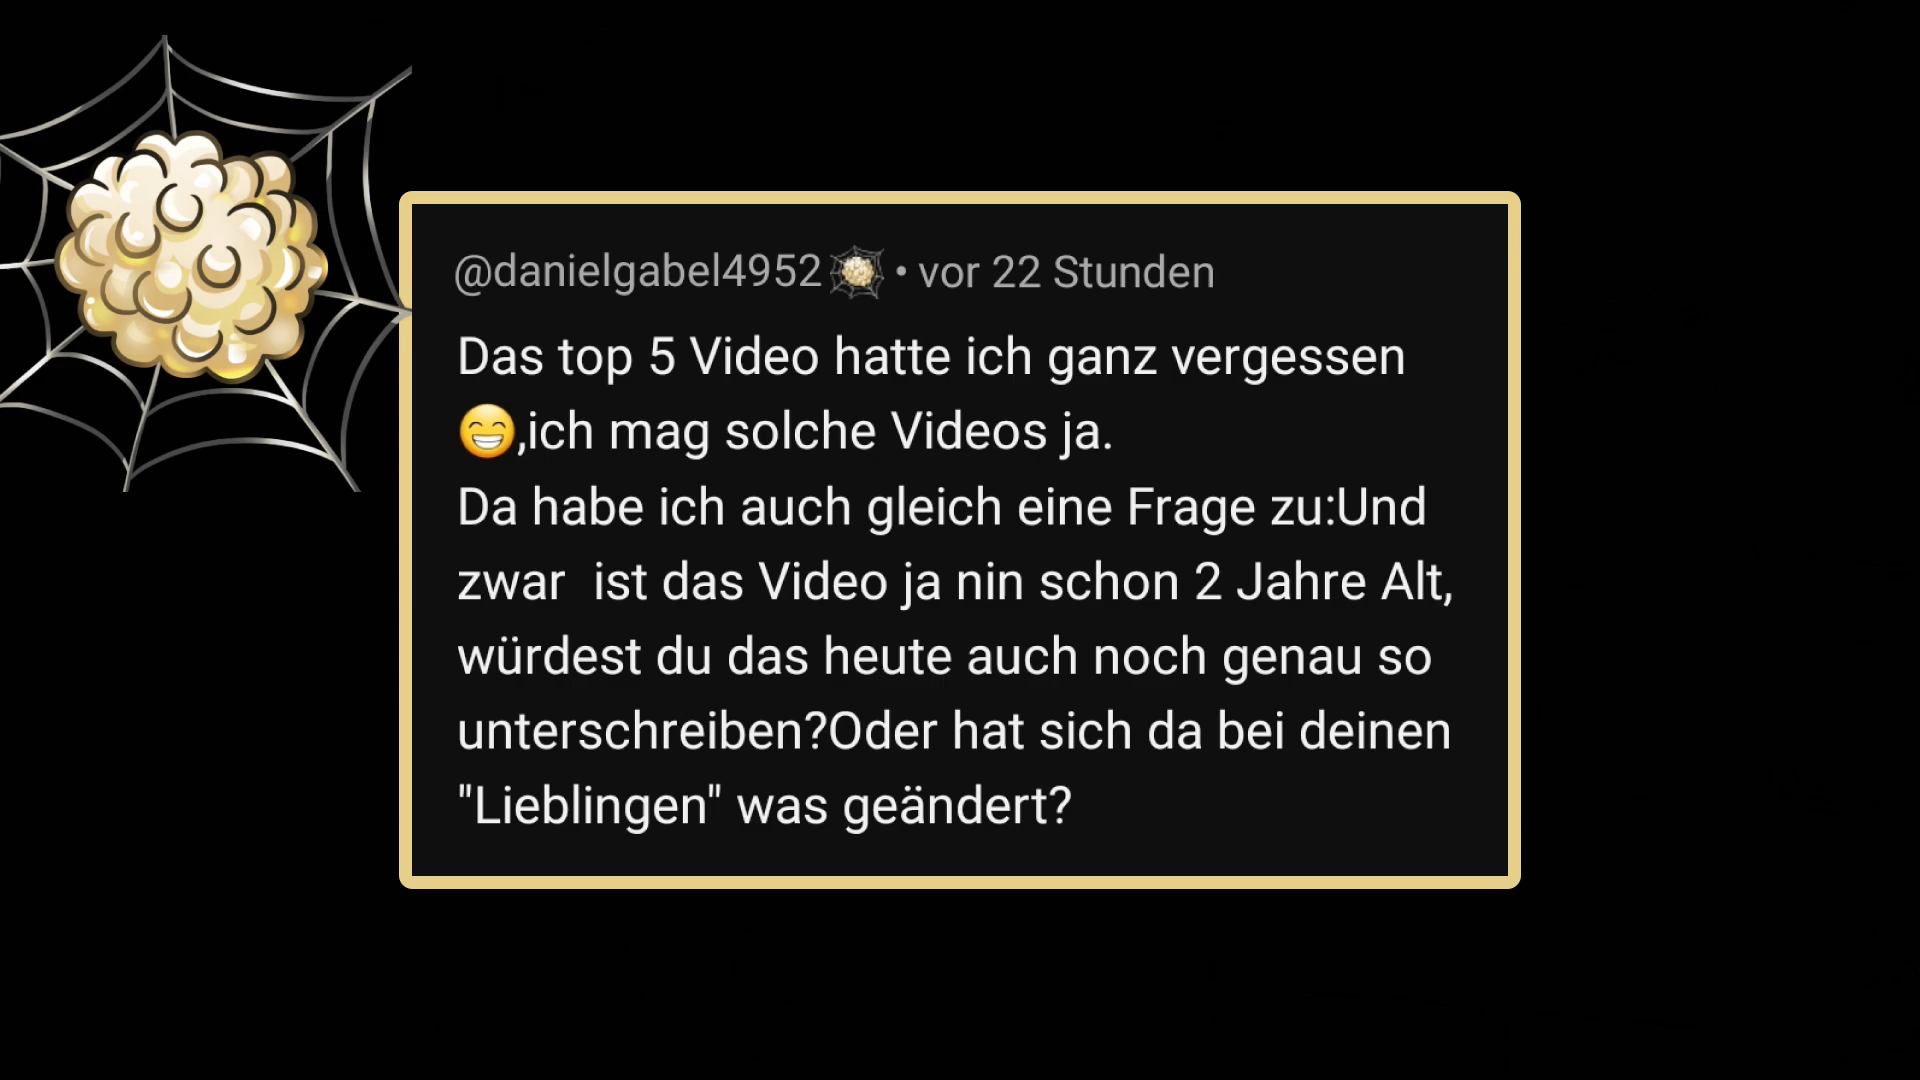 @danielgabel4952 • vor 22 Stunden
Das top 5 Video hatte ich ganz vergessen
😁,ich mag solche Videos ja.
Da habe ich auch gleich eine Frage zu:Und
zwar  ist das Video ja nin schon 2 Jahre Alt,
würdest du das heute auch noch genau so
unterschreiben?Oder hat sich da bei deinen
"Lieblingen" was geändert?